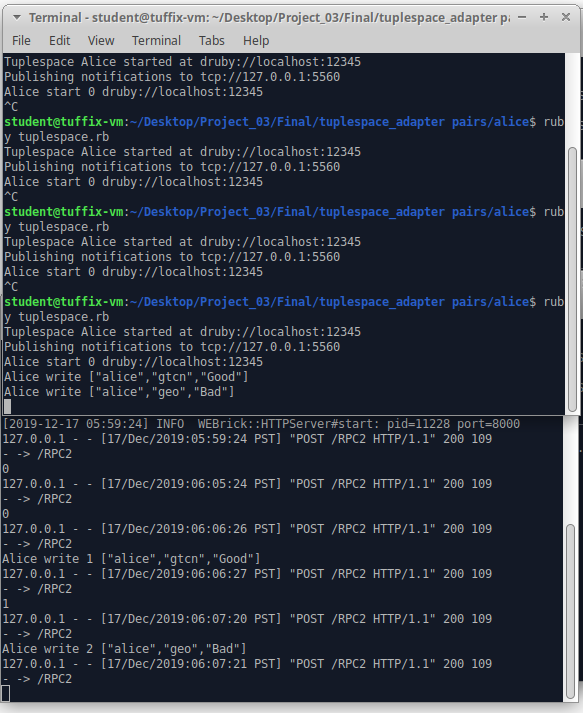 Terminal - student@tuffix-vm: ~/Desktop/Project_03/Final/tuplespace_adapter pa
File Edit View Terminal Tabs Help
Tuplespace Alice started at druby://localhost:12345
Publishing notifications to tcp://127.0.0.1:5560
Alice start 0 druby://localhost:12345
^C
student@tuffix-vm:~/Desktop/Project_03/Final/tuplespace_adapter pairs/alice$ rub
y tuplespace.rb
Tuplespace Alice started at druby://localhost:12345
Publishing notifications to tcp://127.0.0.1:5560
Alice start 0 druby://localhost:12345
^C
student@tuffix-vm:~/Desktop/Project_03/Final/tuplespace_adapter pairs/alice$ rub
y tuplespace.rb
Tuplespace Alice started at druby://localhost:12345
Publishing notifications to tcp://127.0.0.1:5560
Alice start 0 druby://localhost:12345
^C
student@tuffix-vm:~/Desktop/Project_03/Final/tuplespace_adapter pairs/alice$ rub
y tuplespace.rb
Tuplespace Alice started at druby://localhost:12345
Publishing notifications to tcp://127.0.0.1:5560
Alice start 0 druby://localhost:12345
Alice write ["alice","gtcn","Good"]
Alice write ["alice","geo","Bad"]
[2019-12-17 05:59:24] INFO  WEBrick::HTTPServer#start: pid=11228 port=8000
127.0.0.1 - - [17/Dec/2019:05:59:24 PST] "POST /RPC2 HTTP/1.1" 200 109
- -> /RPC2
0
127.0.0.1 - - [17/Dec/2019:06:05:24 PST] "POST /RPC2 HTTP/1.1" 200 109
- -> /RPC2
0
127.0.0.1 - - [17/Dec/2019:06:06:26 PST] "POST /RPC2 HTTP/1.1" 200 109
- -> /RPC2
Alice write 1 ["alice","gtcn","Good"]
127.0.0.1 - - [17/Dec/2019:06:06:27 PST] "POST /RPC2 HTTP/1.1" 200 109
- -> /RPC2
1
127.0.0.1 - - [17/Dec/2019:06:07:20 PST] "POST /RPC2 HTTP/1.1" 200 109
- -> /RPC2
Alice write 2 ["alice","geo","Bad"]
127.0.0.1 - - [17/Dec/2019:06:07:21 PST] "POST /RPC2 HTTP/1.1" 200 109
- -> /RPC2